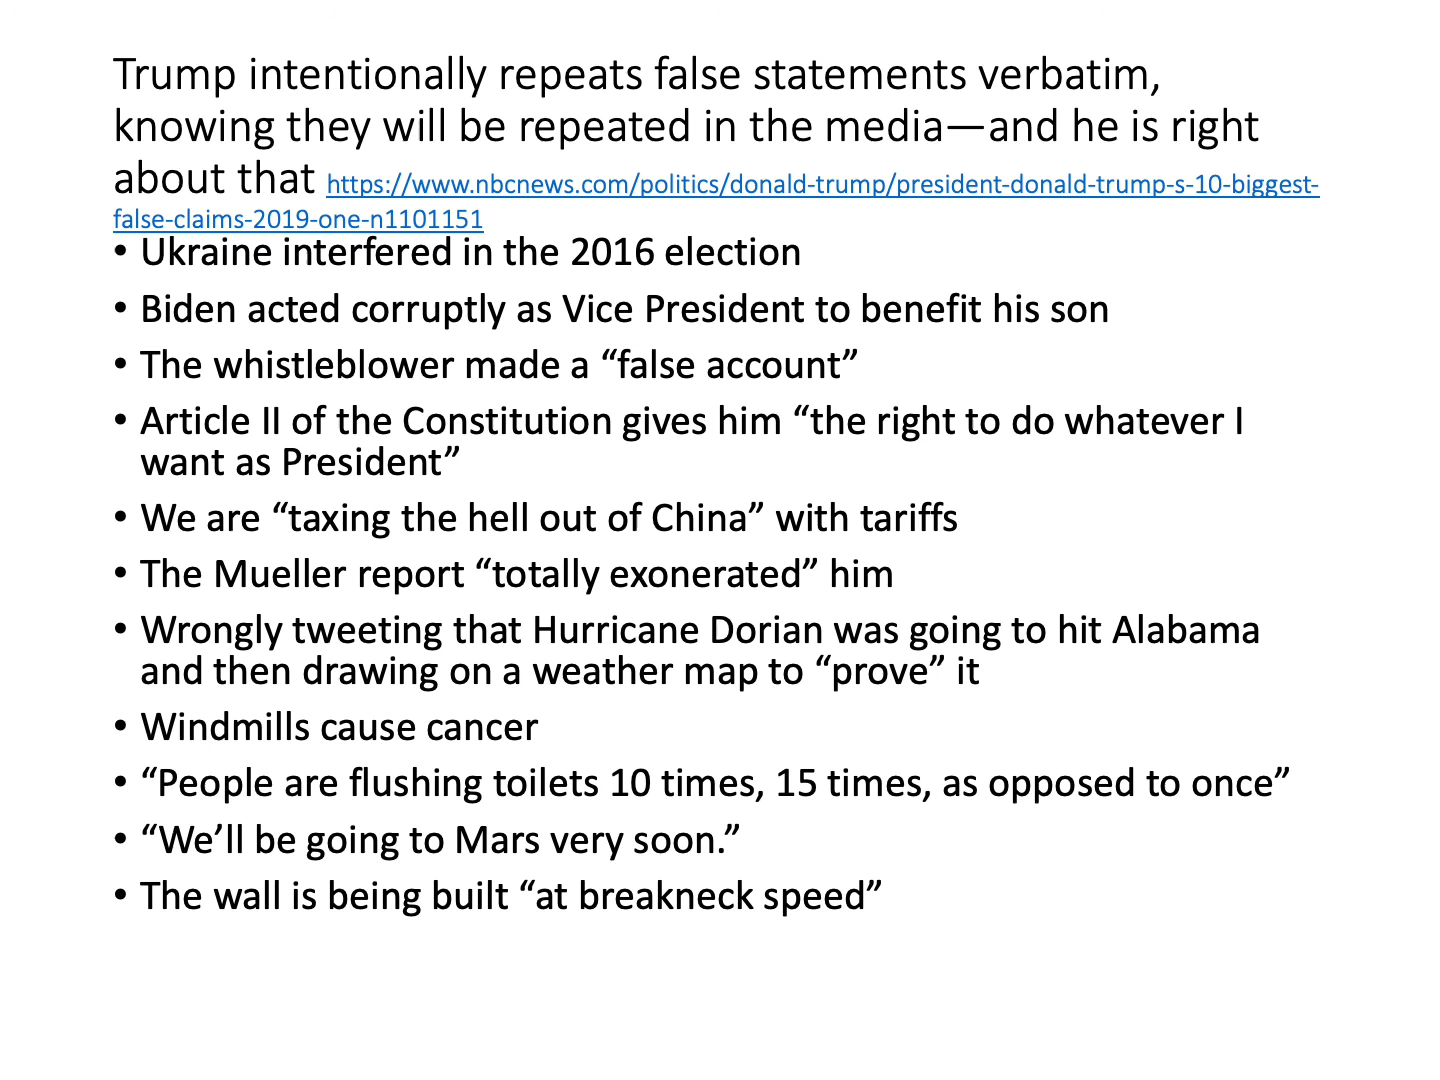 Trump intentionally repeats false statements verbatim,
knowing they will be repeated in the media—and he is right
about that https://www.nbcnews.com/politics/donald-trump/president-donald-trump-s-10-biggest-
false-claims-2019-one-n1101151
• Ukraine interfered in the 2016 election
• Biden acted corruptly as Vice President to benefit his son
• The whistleblower made a “false account”
• Article II of the Constitution gives him “the right to do whatever I
want as President”
• We are “taxing the hell out of China” with tariffs
• The Mueller report “totally exonerated” him
• Wrongly tweeting that Hurricane Dorian was going to hit Alabama
and then drawing on a weather map to “prove” it
• Windmills cause cancer
• “People are flushing toilets 10 times, 15 times, as opposed to once”
• “We’ll be going to Mars very soon.”
• The wall is being built “at breakneck speed”